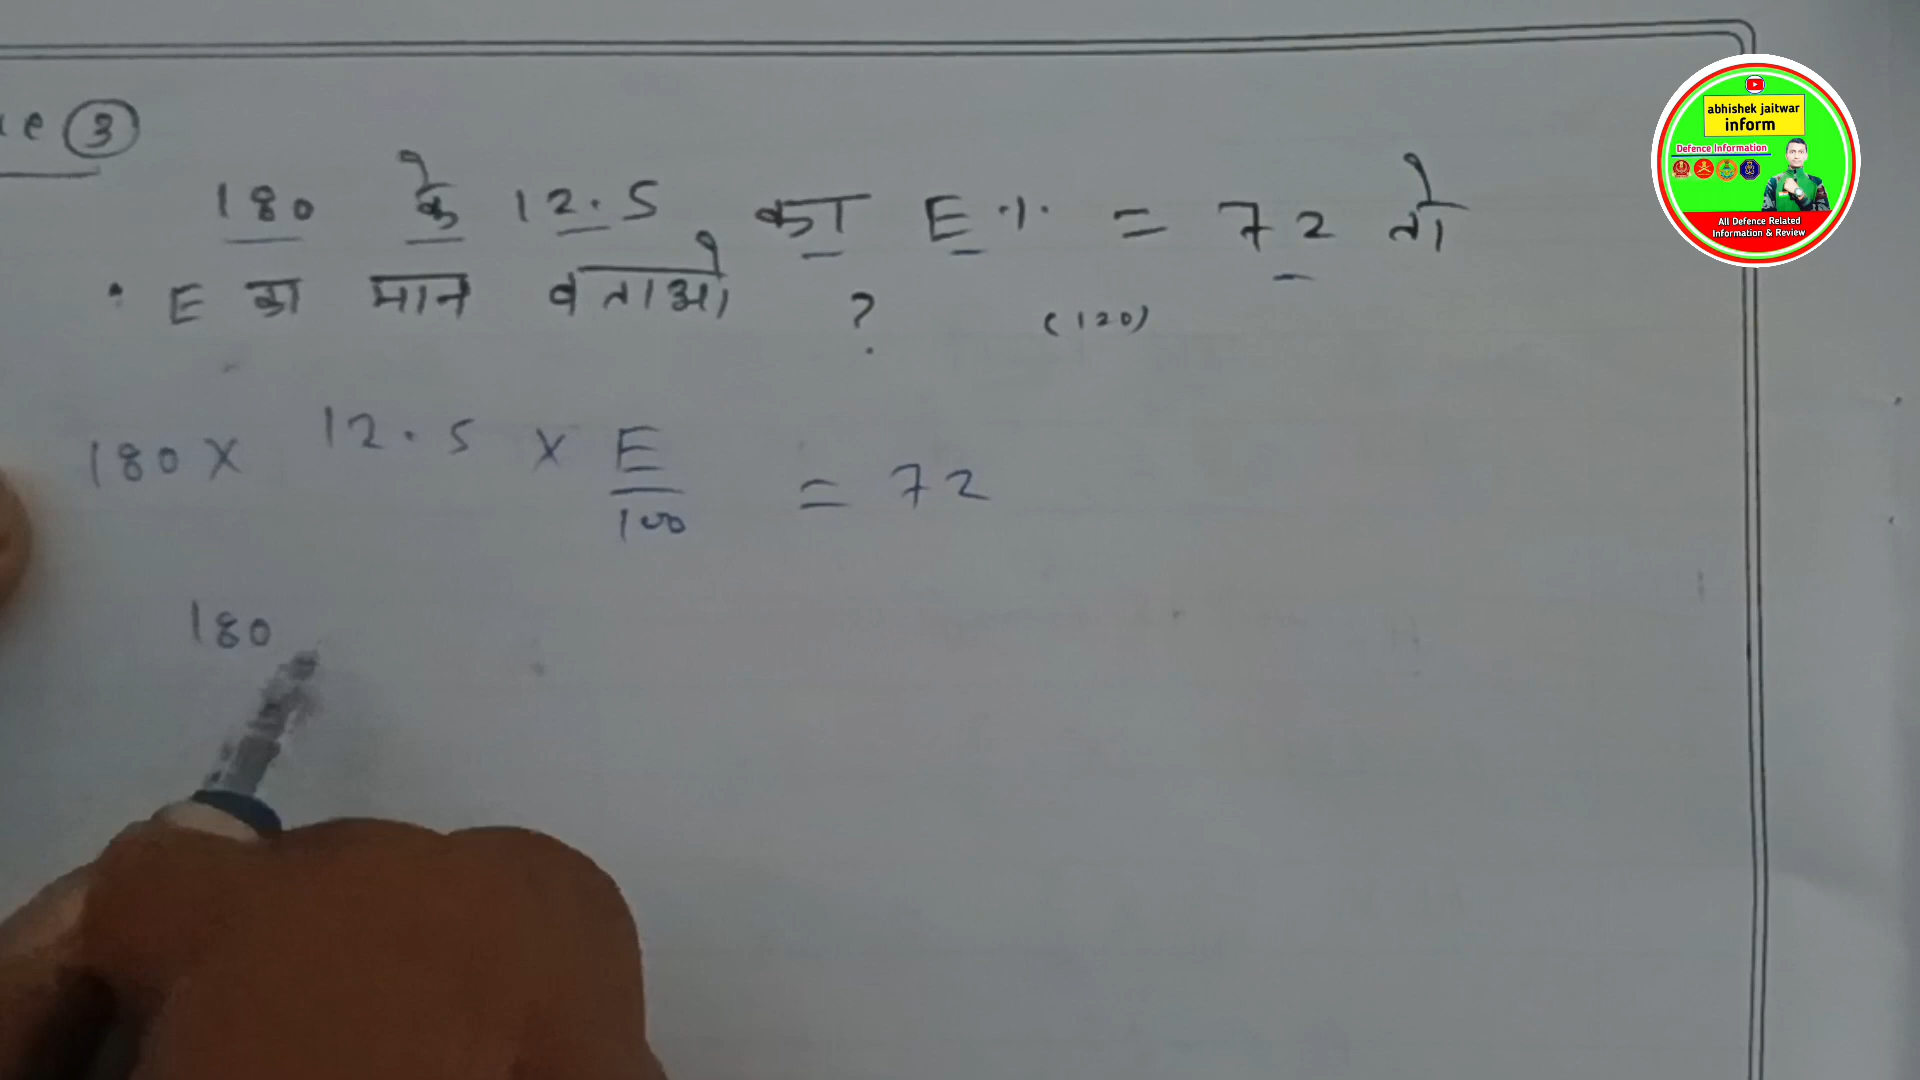 ③
180 के 12.5 का E % = 72 तो
E का मान बताओ ? (120)
180 x 12.5 x E/100 = 72
180
abhishek jaitwar
inform
Defence Information
All Defence Related
Information & Review